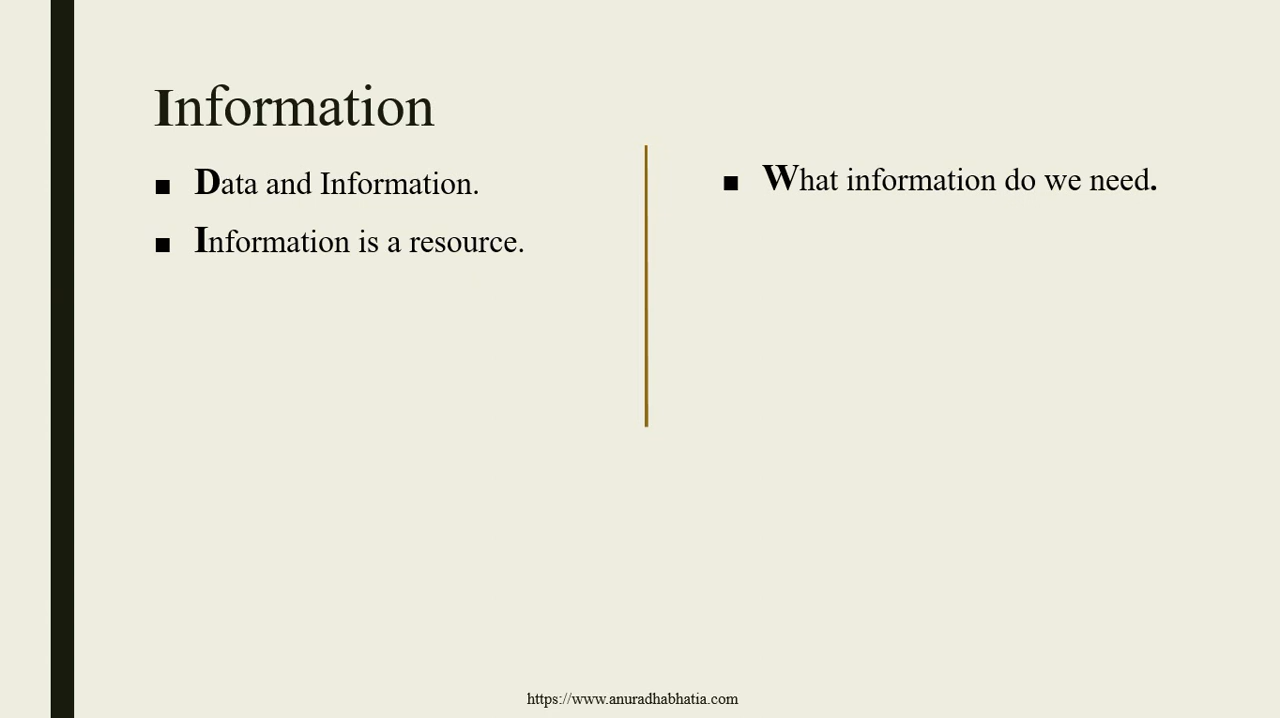 Information
Data and Information.
Information is a resource.
What information do we need.
https://www.anuradhabhatia.com